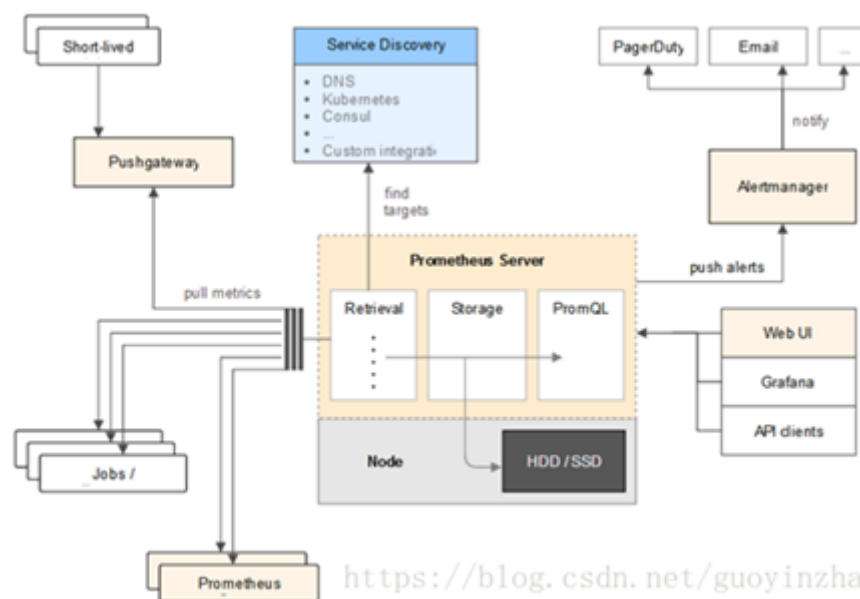 Short-lived
Service Discovery
DNS
Kubernetes
Consul
...
Custom integrati
PagerDuty
Email
...
notify
Pushgateway
Alertmanager
find
targets
Prometheus Server
push alerts
pull metrics
Retrieval
Storage
PromQL
Web UI
Grafana
API clients
Jobs /
Node
HDD / SSD
Prometheus
https://blog.csdn.net/guoyinzha